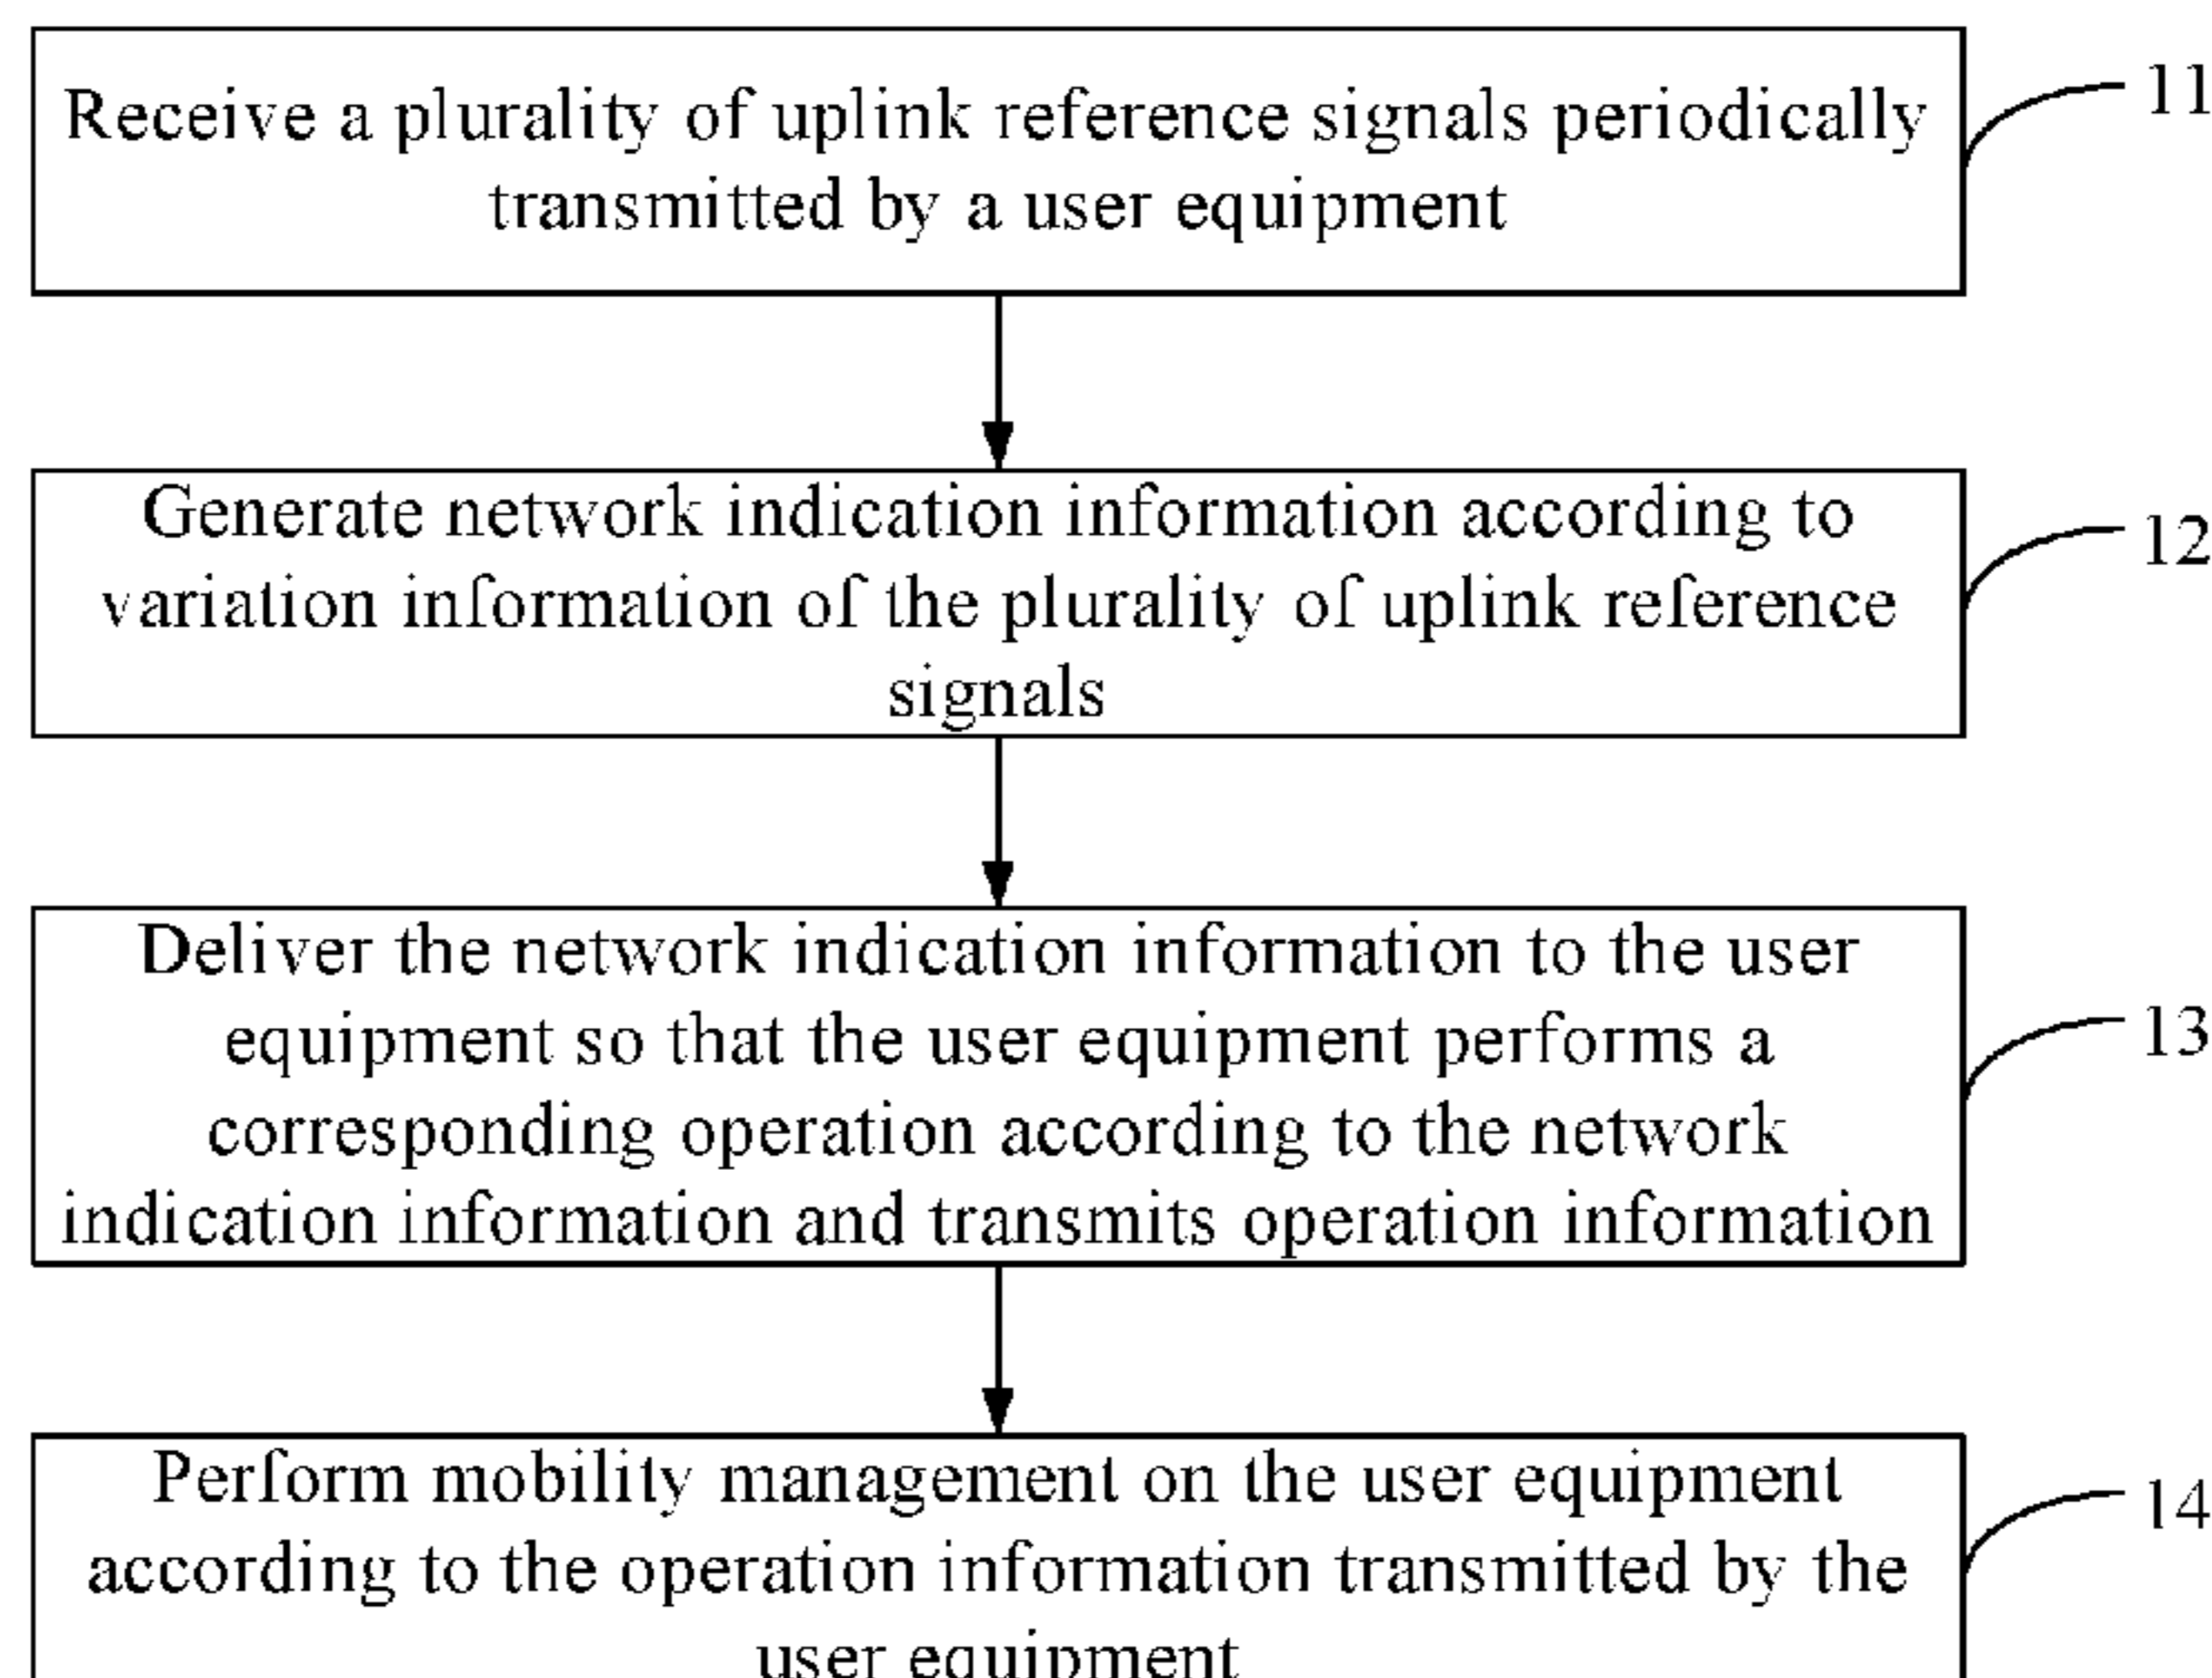 Receive a plurality of uplink reference signals periodically
transmitted by a user equipment
11
Generate network indication information according to
variation information of the plurality of uplink reference
signals
12
Deliver the network indication information to the user
equipment so that the user equipment performs a
corresponding operation according to the network
indication information and transmits operation information
13
Perform mobility management on the user equipment
according to the operation information transmitted by the
user equipment
14